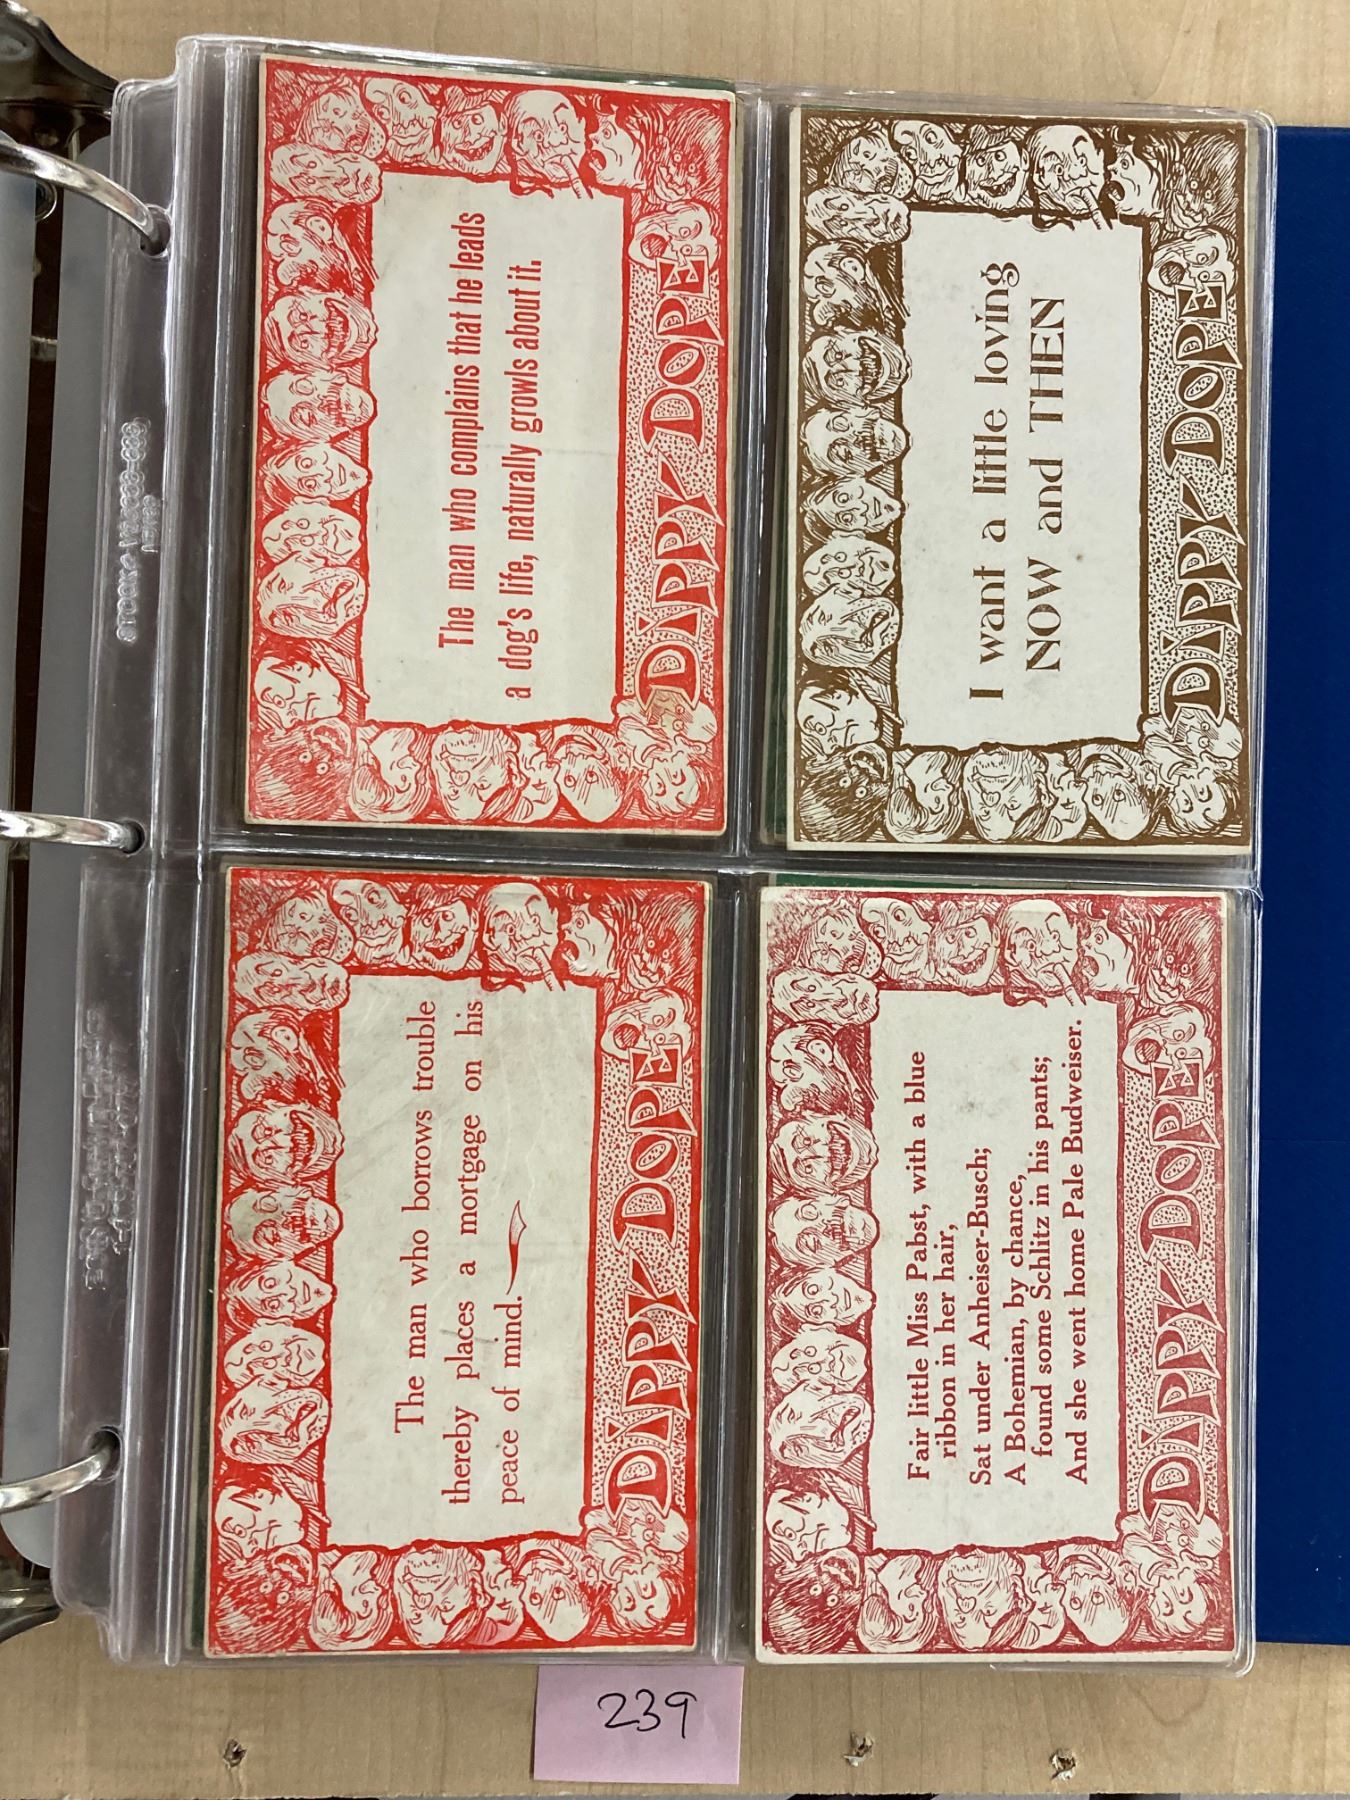 The man who complains that he leads
a dog's life, naturally growls about it.
DIPPY DOPE
I want a little loving
NOW and THEN
DIPPY DOPE
The man who borrows trouble
thereby places a mortgage on his
peace of mind.
DIPPY DOPE
Fair little Miss Pabst, with a blue
ribbon in her hair,
Sat under Anheiser-Busch;
A Bohemian, by chance,
found some Schlitz in his pants;
And she went home Pale Budweiser.
DIPPY DOPE
239